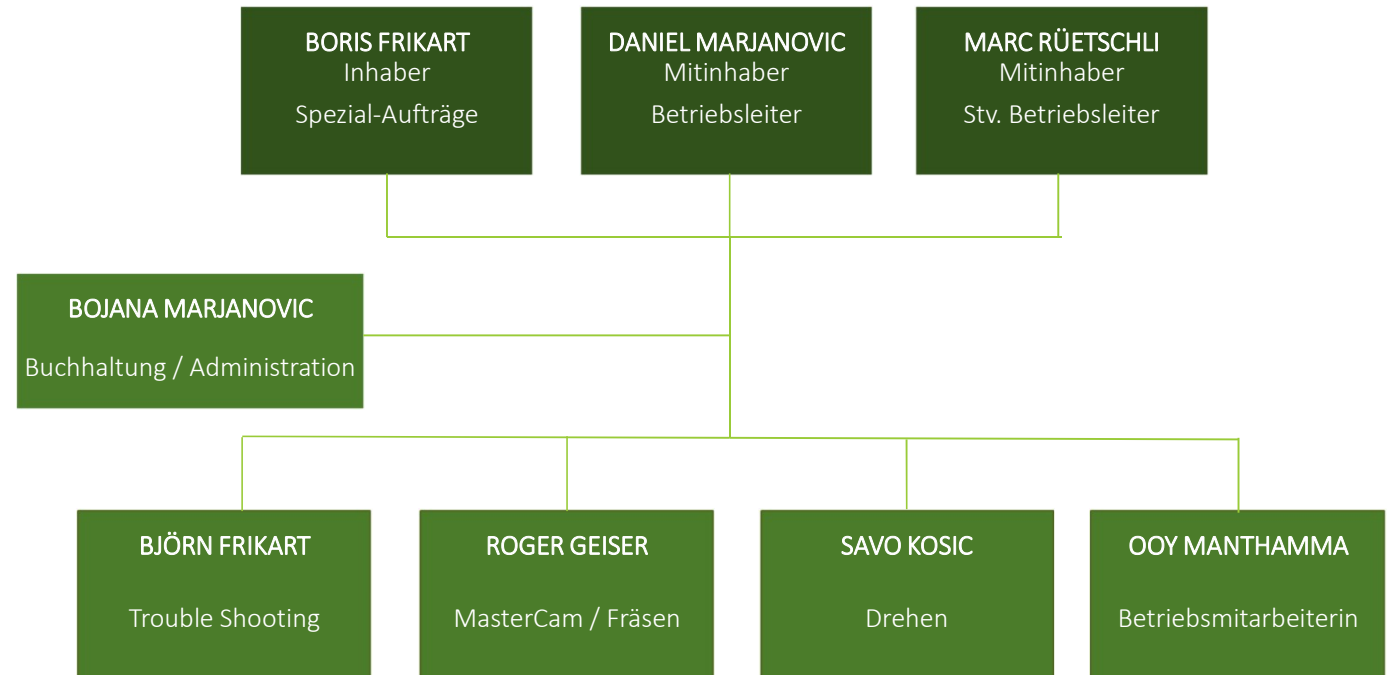 BORIS FRIKART
Inhaber
Spezial-Aufträge
DANIEL MARJANOVIC
Mitinhaber
Betriebsleiter
MARC RÜETSCHLI
Mitinhaber
Stv. Betriebsleiter
BOJANA MARJANOVIC
Buchhaltung / Administration
BJÖRN FRIKART
Trouble Shooting
ROGER GEISER
MasterCam / Fräsen
SAVO KOSIC
Drehen
OOY MANTHAMMA
Betriebsmitarbeiterin